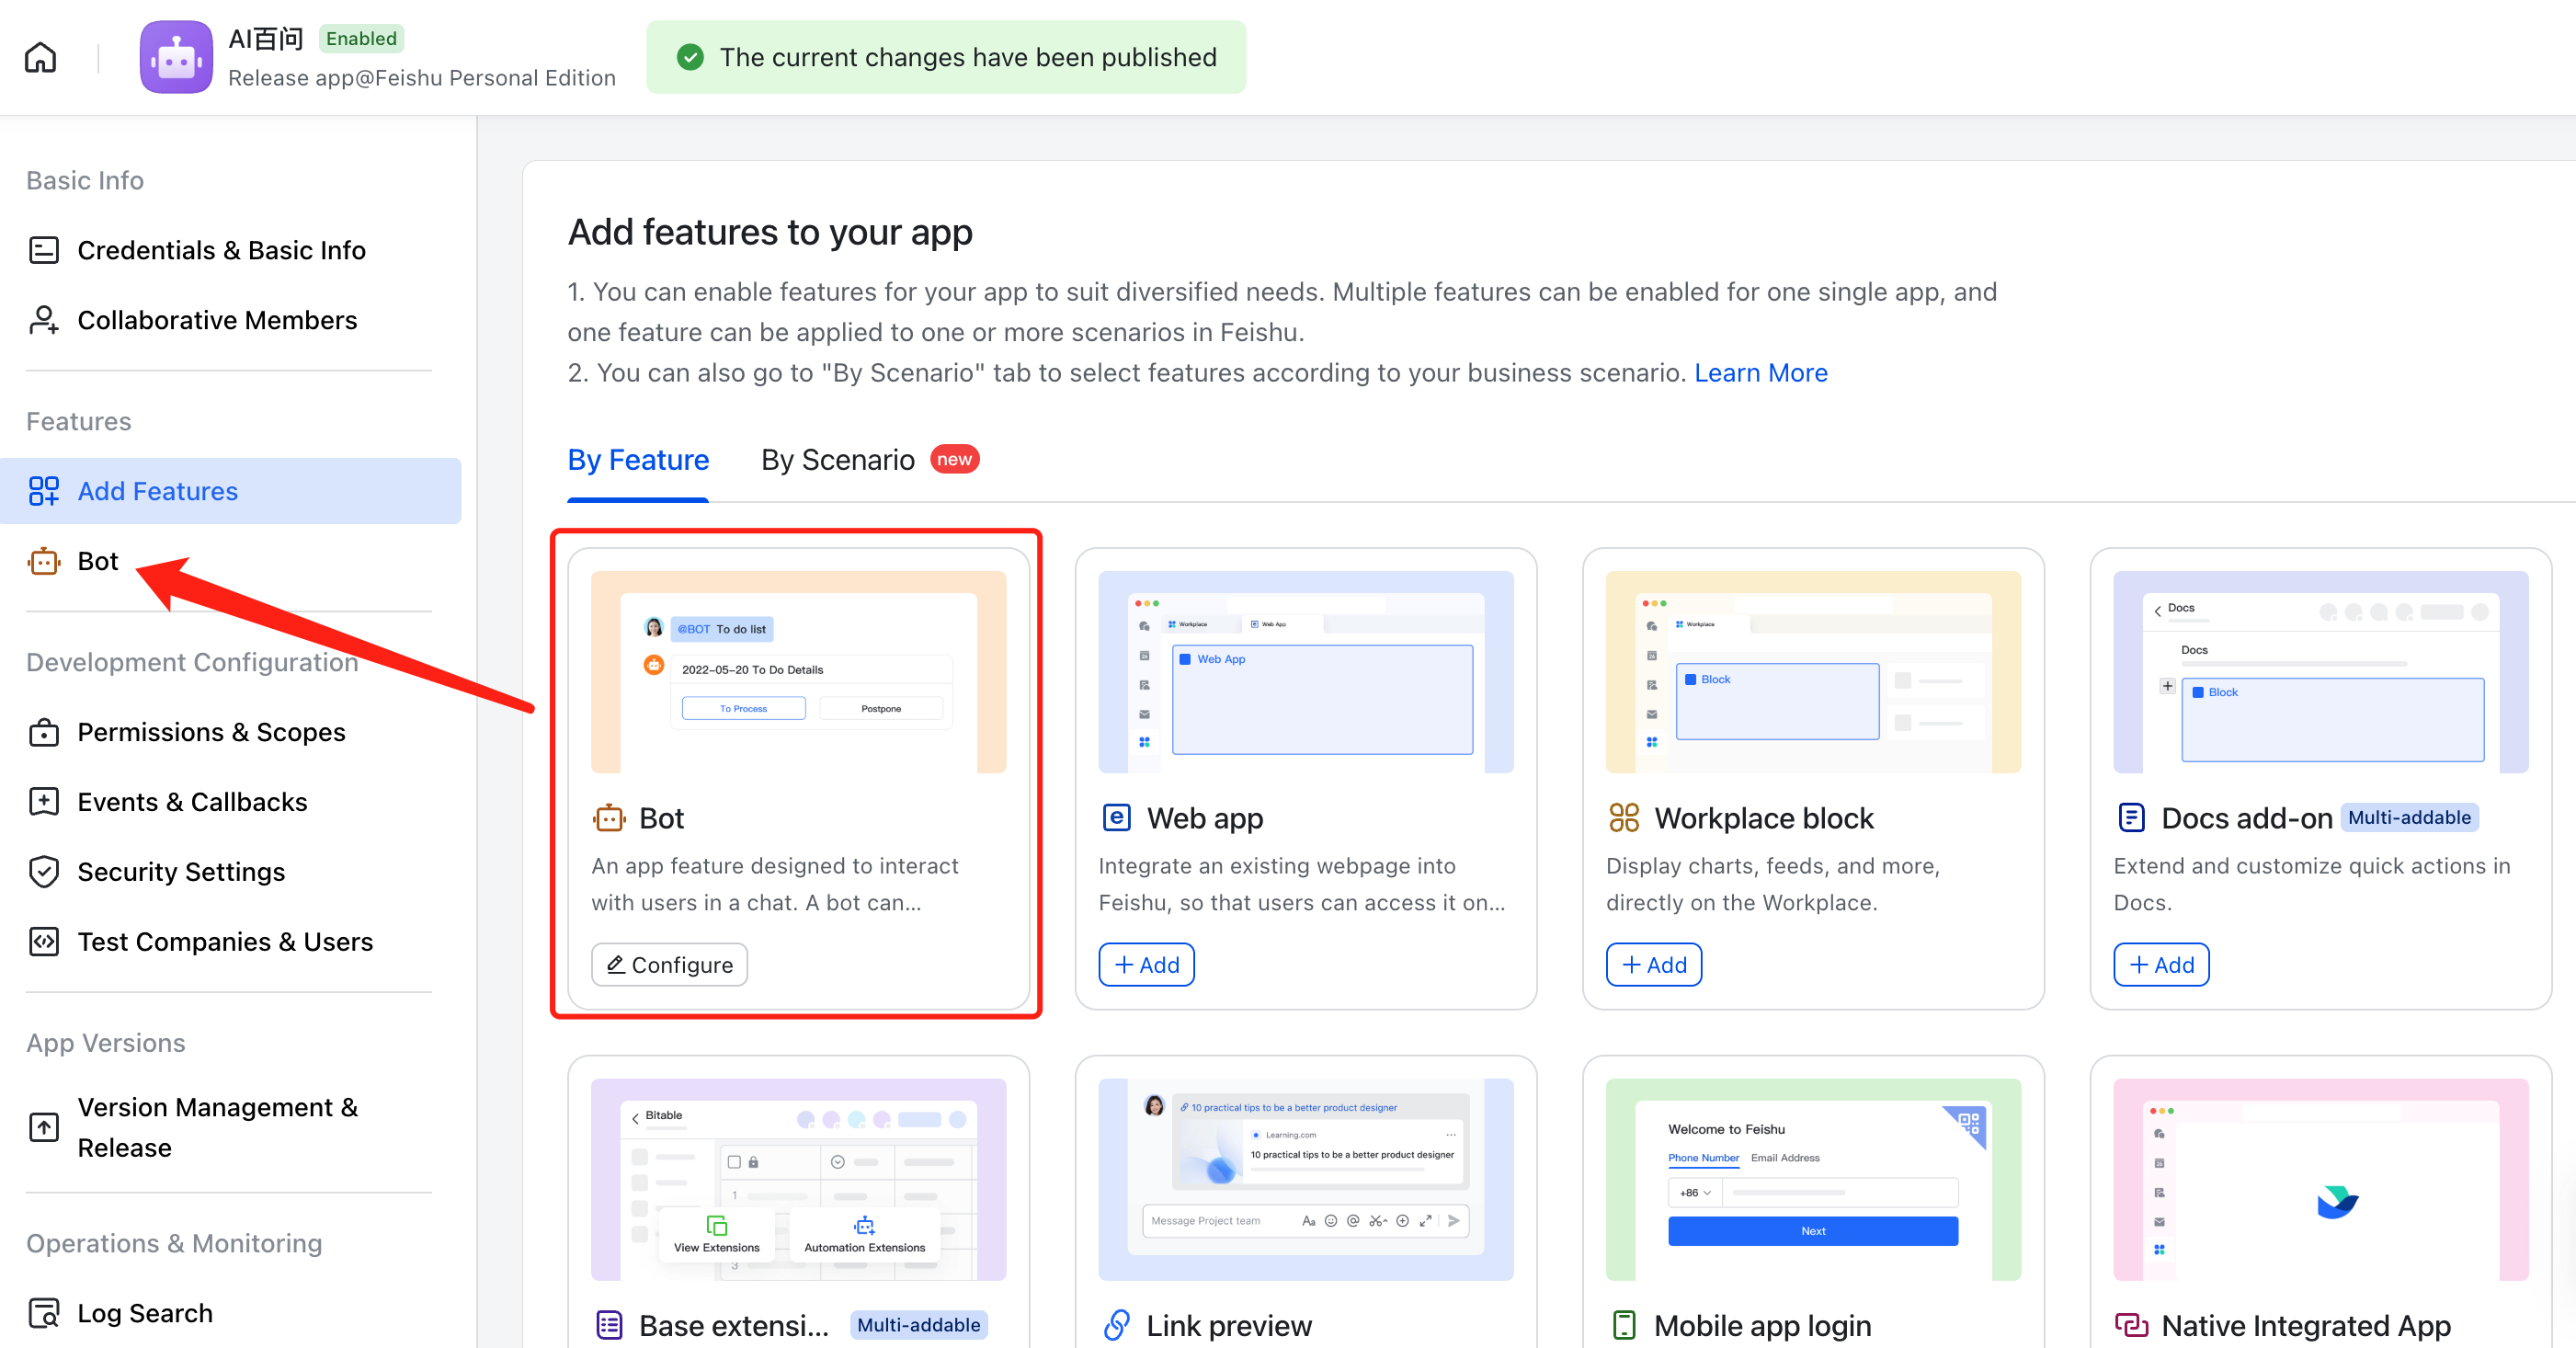 AI百问 Enabled
Release app@Feishu Personal Edition
The current changes have been published
Basic Info
Credentials & Basic Info
Collaborative Members
Features
Add Features
Bot
Development Configuration
Permissions & Scopes
Events & Callbacks
Security Settings
Test Companies & Users
App Versions
Version Management &
Release
Operations & Monitoring
Log Search
Add features to your app
1. You can enable features for your app to suit diversified needs. Multiple features can be enabled for one single app, and
one feature can be applied to one or more scenarios in Feishu.
2. You can also go to "By Scenario" tab to select features according to your business scenario. Learn More
By Feature By Scenario new
@BOT To do list
2022-05-20 To Do Details
To Process Postpone
Bot
An app feature designed to interact
with users in a chat. A bot can...
Configure
Workplace Web App
Web App
Web app
Integrate an existing webpage into
Feishu, so that users can access it on...
+ Add
Workplace
Block
Workplace block
Display charts, feeds, and more,
directly on the Workplace.
+ Add
Docs
Docs
Block
Docs add-on Multi-addable
Extend and customize quick actions in
Docs.
+ Add
Bitable
1
View Extensions Automation Extensions
3
Base extensi... Multi-addable
10 practical tips to be a better product designer
Learning.com
10 practical tips to be a better product designer
Message Project team Aa
Link preview
Welcome to Feishu
Phone Number Email Address
+86
Next
Mobile app login
Native Integrated App